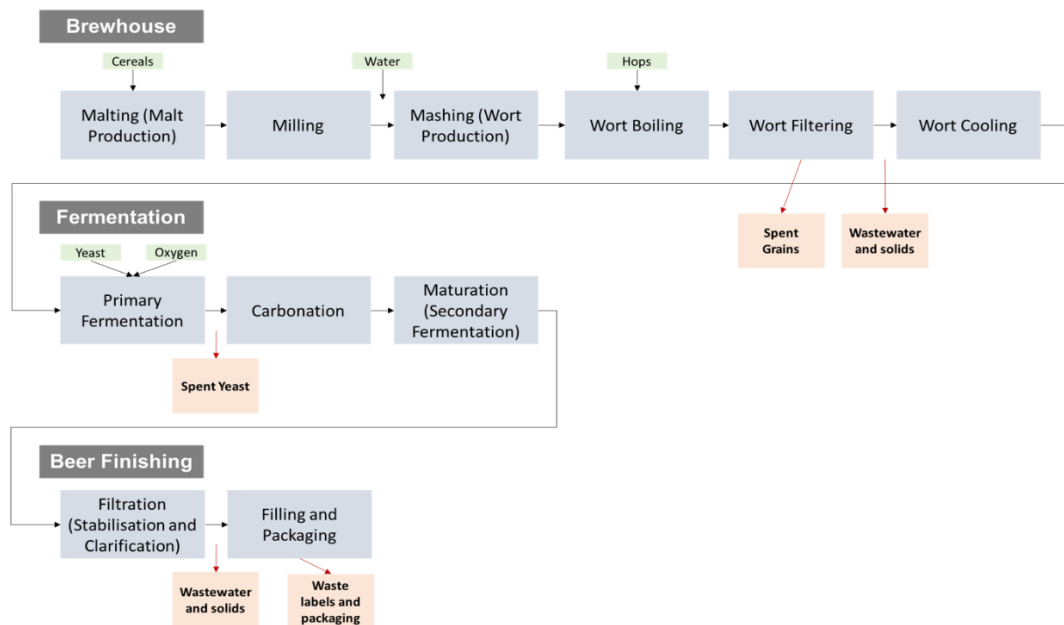 Brewhouse
Cereals
Water
Hops
Malting (Malt
Production)
Milling
Mashing (Wort
Production)
Wort Boiling
Wort Filtering
Wort Cooling
Spent
Grains
Wastewater
and solids
Fermentation
Yeast
Oxygen
Primary
Fermentation
Carbonation
Maturation
(Secondary
Fermentation)
Spent Yeast
Beer Finishing
Filtration
(Stabilisation and
Clarification)
Filling and
Packaging
Wastewater
and solids
Waste
labels and
packaging